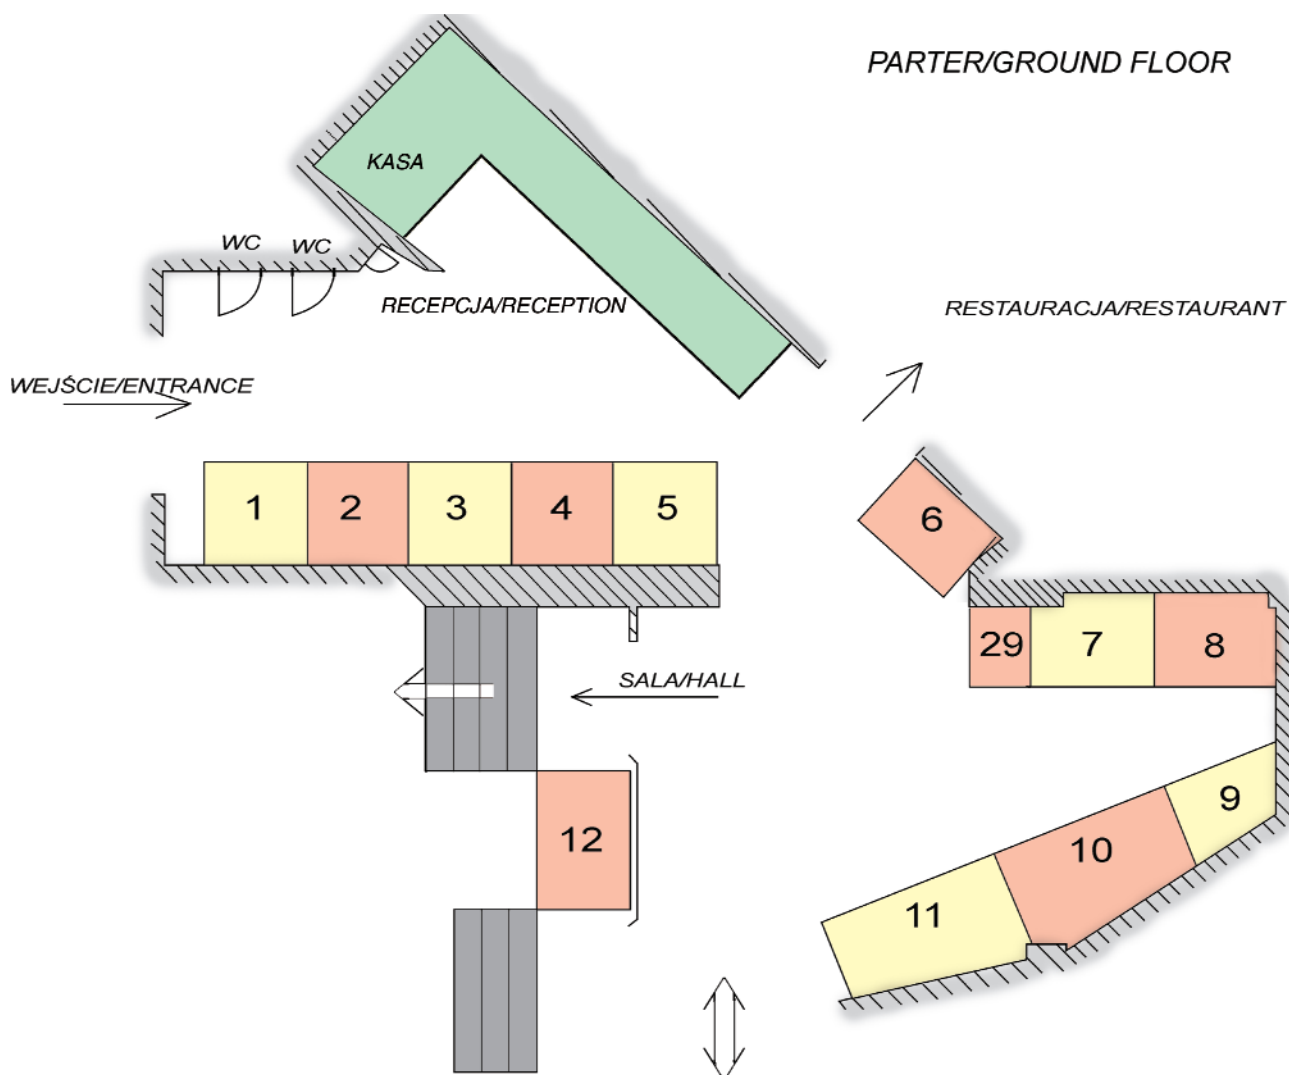 PARTER/GROUND FLOOR
KASA
WC
WC
RECEPCJA/RECEPTION
RESTAURACJA/RESTAURANT
WEJŚCIE/ENTRANCE
1
2
3
4
5
6
29
7
8
SALA/HALL
9
10
12
11